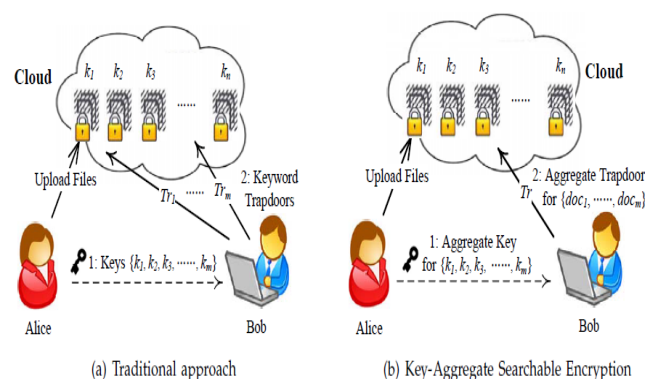 Cloud
k1 k2 k3 kn
......
Upload Files
Tr1 ...... Trm
2: Keyword
Trapdoors
1: Keys {k1, k2, k3, ......, km}
Alice
Bob
(a) Traditional approach
k1 k2 k3 kn
Cloud
......
Upload Files
Tr
2: Aggregate Trapdoor
for {doc1, ......, docm}
1: Aggregate Key
for {k1, k2, k3, ......, km}
Alice
Bob
(b) Key-Aggregate Searchable Encryption